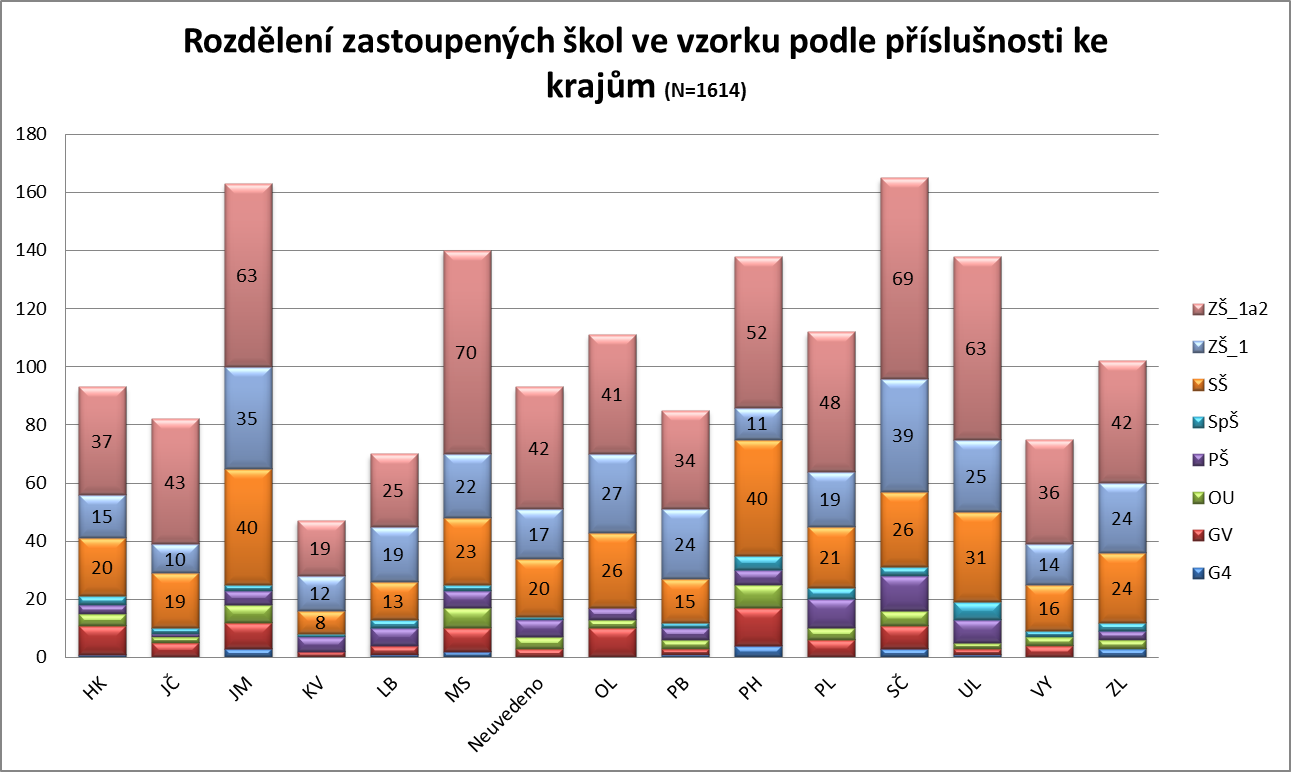 Rozdělení zastoupených škol ve vzorku podle příslušnosti ke
krajům (N=1614)
180
160
140
120
100
80
60
40
20
0
37
15
20
43
10
19
63
35
40
19
12
8
25
19
13
70
22
23
42
17
20
41
27
26
34
24
15
52
11
40
48
19
21
69
39
26
63
25
31
36
14
16
42
24
24
HK
JČ
JM
KV
LB
MS
Neuvedeno
OL
PB
PH
PL
SČ
UL
VY
ZL
ZŠ_1a2
ZŠ_1
SŠ
SpŠ
PŠ
OU
GV
G4